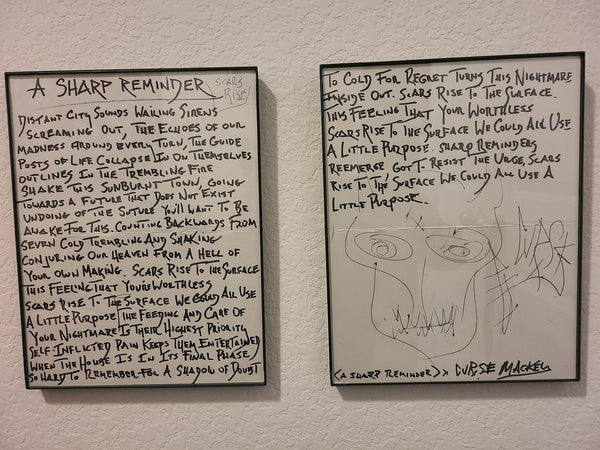 A SHARP REMINDER
SCARS
RISE
DISTANT CITY SOUNDS WAILING SIRENS
SCREAMING OUT, THE ECHOES OF OUR
MADNESS AROUND EVERY TURN, THE GUIDE
POSTS OF LIFE COLLAPSE IN ON THEMSELVES
OUTLINES IN THE TREMBLING FIRE
SHAKE THIS SUNBURNT TOWN, GOING
TOWARDS A FUTURE THAT DOES NOT EXIST
UNDOING OF THE SUTURE YOU'LL WANT TO BE
AWAKE FOR THIS. COUNTING BACKWARDS FROM
SEVEN COLD TREMBLING AND SHAKING
CONJURING OUR HEAVEN FROM A HELL OF
YOUR OWN MAKING. SCARS RISE TO THE SURFACE
THIS FEELING THAT YOU'RE WORTHLESS
SCARS RISE TO THE SURFACE WE COULD ALL USE
A LITTLE PURPOSE THE FEEDING AND CARE OF
YOUR NIGHTMARE IS THEIR HIGHEST PRIORITY
SELF-INFLICTED PAIN KEEPS THEM ENTERTAINED
WHEN THE HOUSE IS IN ITS FINAL PHASE,
SO HARD TO REMEMBER FOR A SHADOW OF DOUBT
TO COLD FOR REGRET TURNS THIS NIGHTMARE
INSIDE OUT. SCARS RISE TO THE SURFACE.
THIS FEELING THAT YOUR WORTHLESS
SCARS RISE TO THE SURFACE WE COULD ALL USE
A LITTLE PURPOSE. SHARP REMINDERS
REEMERGE GOT TO RESIST THE URGE, SCARS
RISE TO THE SURFACE WE COULD ALL USE A
LITTLE PURPOSE.
<A SHARP REMINDER> X CURSE MACKEY